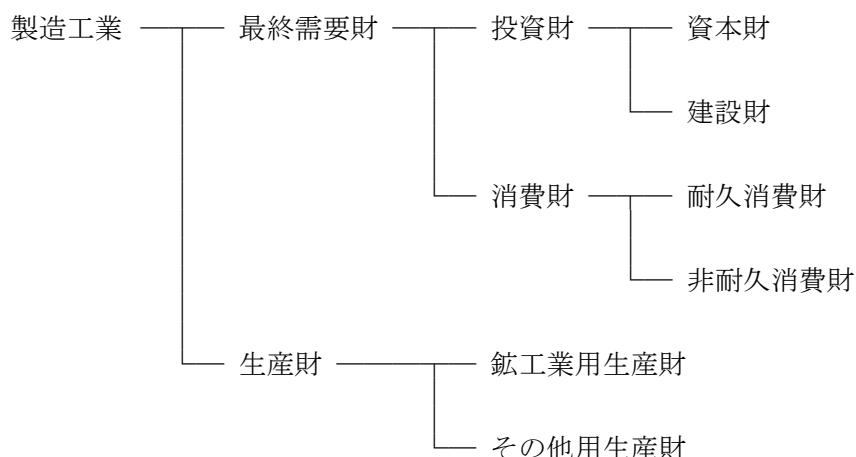 製造工業 最終需要財 投資財 資本財
建設財
消費財 耐久消費財
非耐久消費財
生産財 鉱工業用生産財
その他用生産財